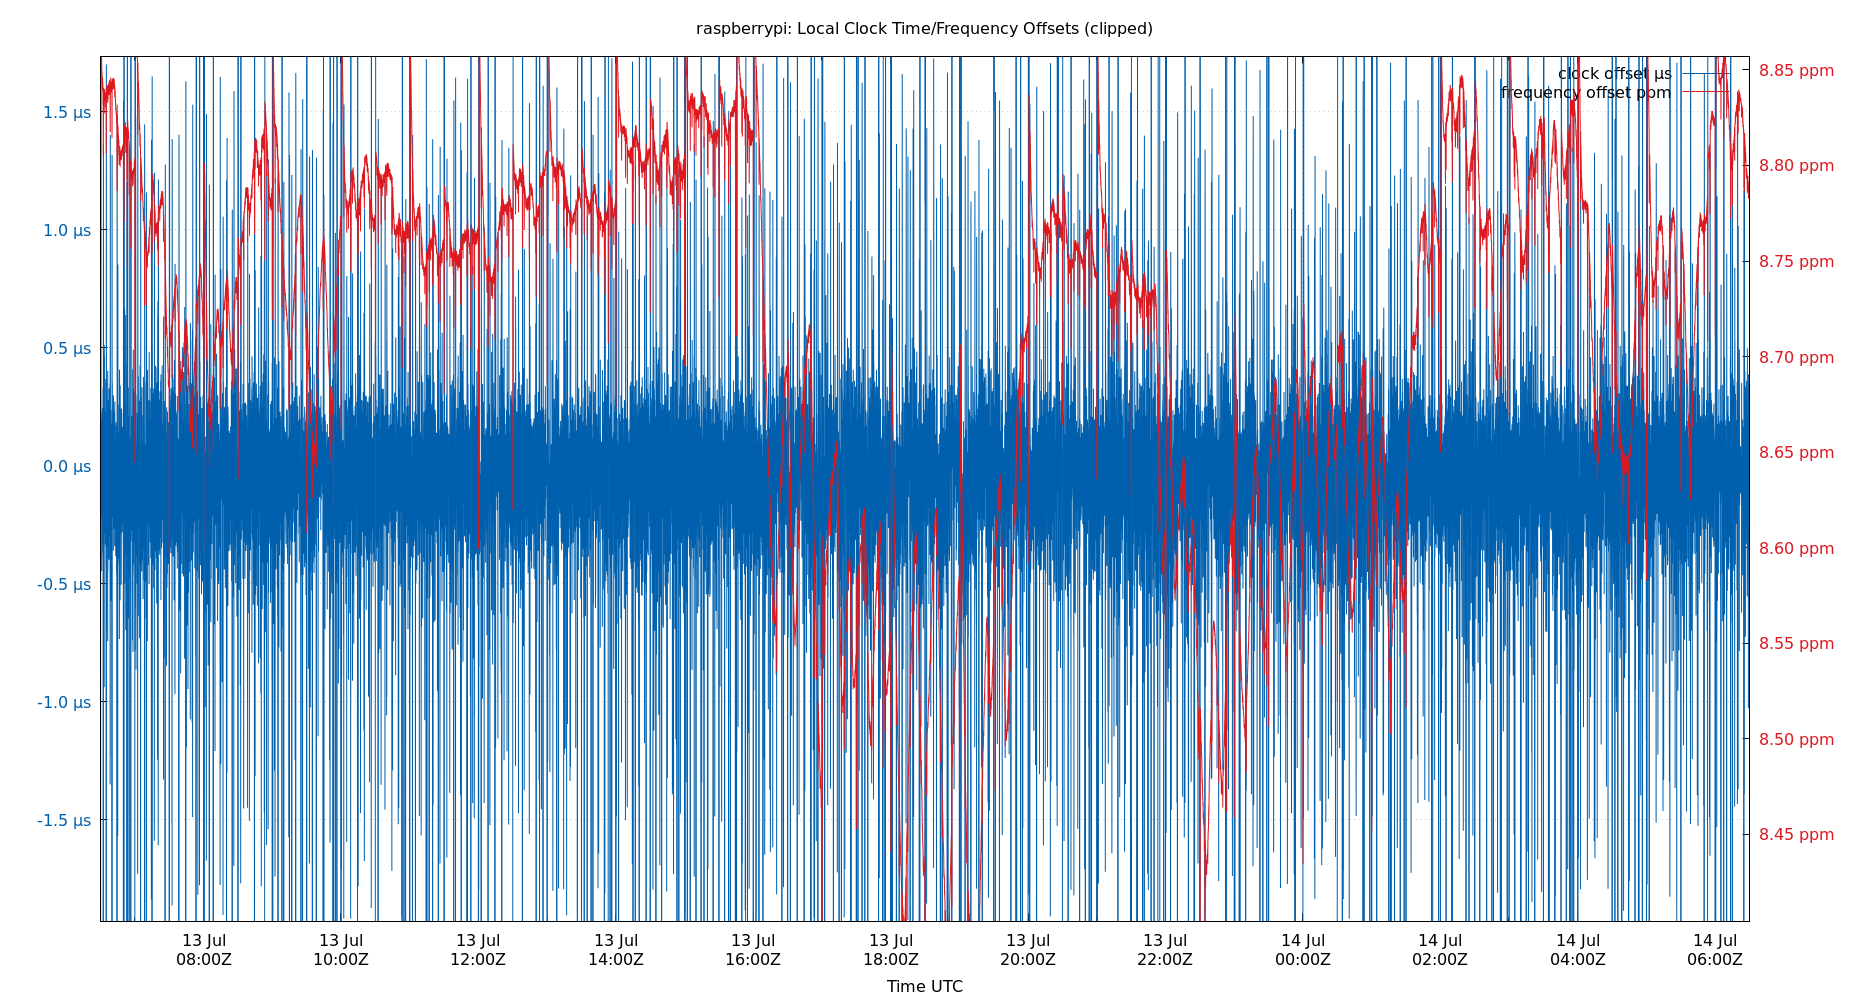 raspberrypi: Local Clock Time/Frequency Offsets (clipped)
clock offset µs
frequency offset ppm
1.5 µs
1.0 µs
0.5 µs
0.0 µs
-0.5 µs
-1.0 µs
-1.5 µs
8.85 ppm
8.80 ppm
8.75 ppm
8.70 ppm
8.65 ppm
8.60 ppm
8.55 ppm
8.50 ppm
8.45 ppm
13 Jul 13 Jul 13 Jul 13 Jul 13 Jul 13 Jul 13 Jul 13 Jul 14 Jul 14 Jul 14 Jul 14 Jul
08:00Z 10:00Z 12:00Z 14:00Z 16:00Z 18:00Z 20:00Z 22:00Z 00:00Z 02:00Z 04:00Z 06:00Z
Time UTC